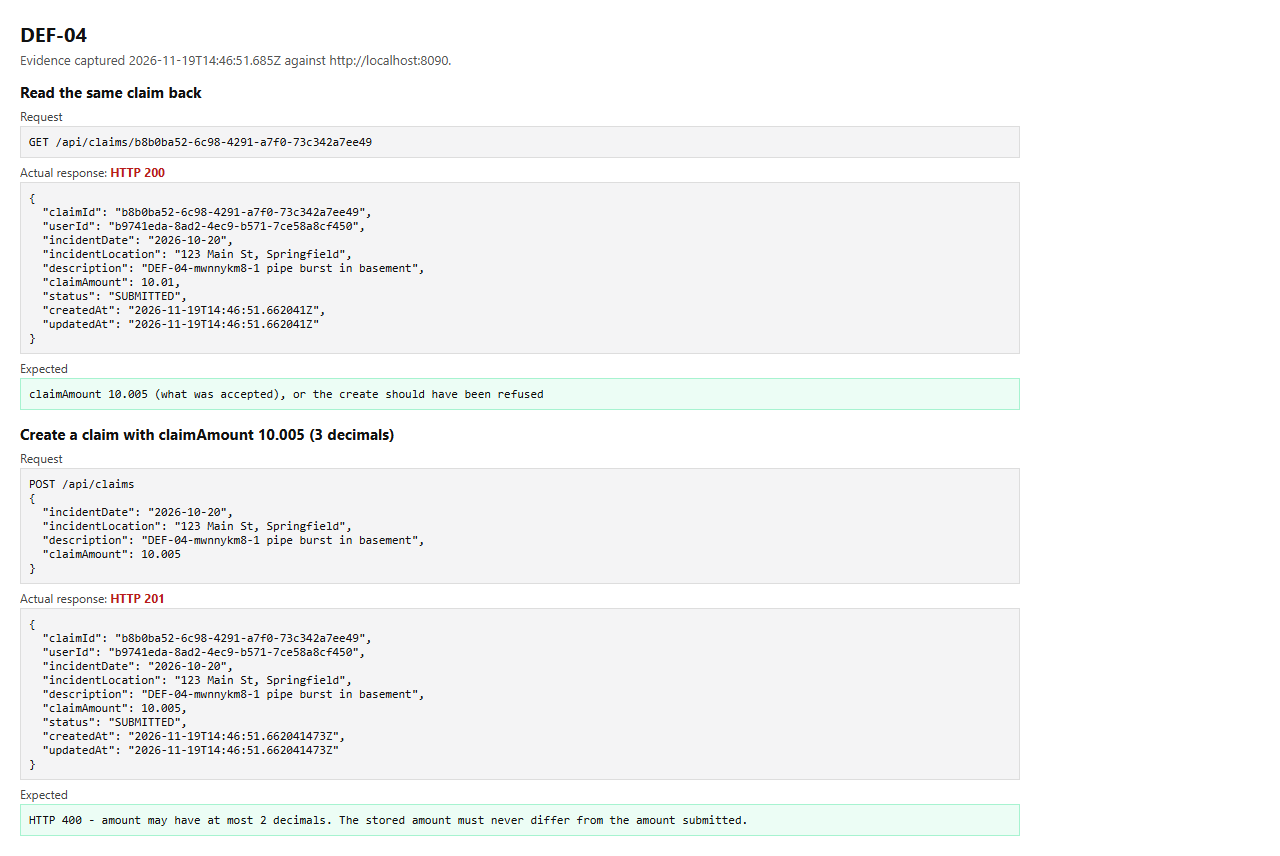 DEF-04
Evidence captured 2026-11-19T14:46:51.685Z against http://localhost:8090.
Read the same claim back
Request
GET /api/claims/b8b0ba52-6c98-4291-a7f0-73c342a7ee49
Actual response: HTTP 200
{
  "claimId": "b8b0ba52-6c98-4291-a7f0-73c342a7ee49",
  "userId": "b9741eda-8ad2-4ec9-b571-7ce58a8cf450",
  "incidentDate": "2026-10-20",
  "incidentLocation": "123 Main St, Springfield",
  "description": "DEF-04-mwnnykm8-1 pipe burst in basement",
  "claimAmount": 10.01,
  "status": "SUBMITTED",
  "createdAt": "2026-11-19T14:46:51.662041Z",
  "updatedAt": "2026-11-19T14:46:51.662041Z"
}
Expected
claimAmount 10.005 (what was accepted), or the create should have been refused
Create a claim with claimAmount 10.005 (3 decimals)
Request
POST /api/claims
{
  "incidentDate": "2026-10-20",
  "incidentLocation": "123 Main St, Springfield",
  "description": "DEF-04-mwnnykm8-1 pipe burst in basement",
  "claimAmount": 10.005
}
Actual response: HTTP 201
{
  "claimId": "b8b0ba52-6c98-4291-a7f0-73c342a7ee49",
  "userId": "b9741eda-8ad2-4ec9-b571-7ce58a8cf450",
  "incidentDate": "2026-10-20",
  "incidentLocation": "123 Main St, Springfield",
  "description": "DEF-04-mwnnykm8-1 pipe burst in basement",
  "claimAmount": 10.005,
  "status": "SUBMITTED",
  "createdAt": "2026-11-19T14:46:51.662041473Z",
  "updatedAt": "2026-11-19T14:46:51.662041473Z"
}
Expected
HTTP 400 - amount may have at most 2 decimals. The stored amount must never differ from the amount submitted.